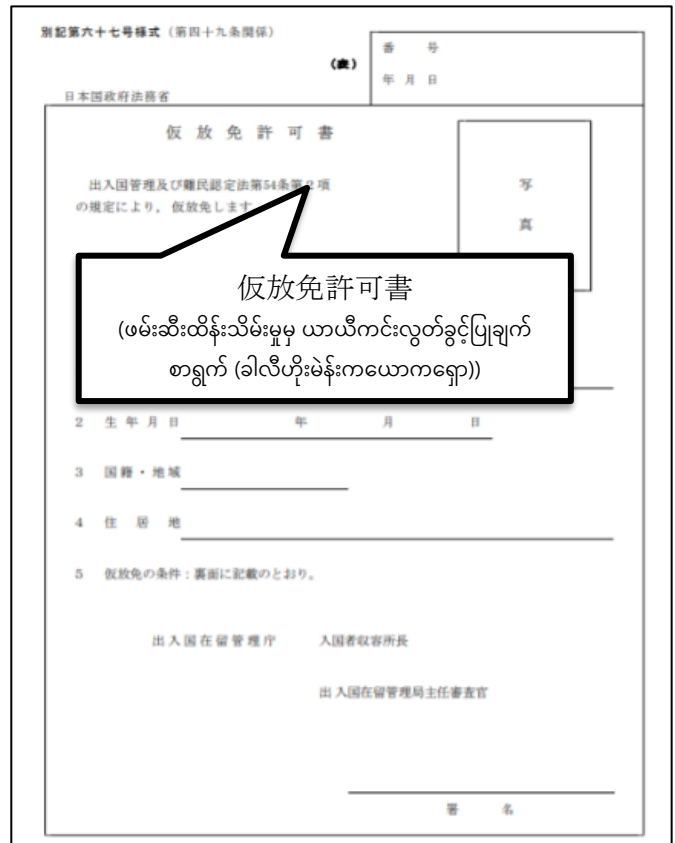 別記第六十七号様式(第四十九条関係)
(表)
番 号
年 月 日
日本国政府法務省
仮 放 免 許 可 書
出入国管理及び難民認定法第54条第2項
の規定により,仮放免します
写
真
仮放免許可書
(ဖမ်းဆီးထိန်းသိမ်းမှုမှ ယာယီကင်းလွတ်ခွင့်ပြုချက်
စာရွက် (ခါလီဟိုးမဲန်းကယောကရှော))
2 生 年 月 日 年 月 日
3 国籍・地域
4 住 居 地
5 仮放免の条件:裏面に記載のとおり。
出入国在留管理庁 入国者収容所長
出入国在留管理局主任審査官
署 名